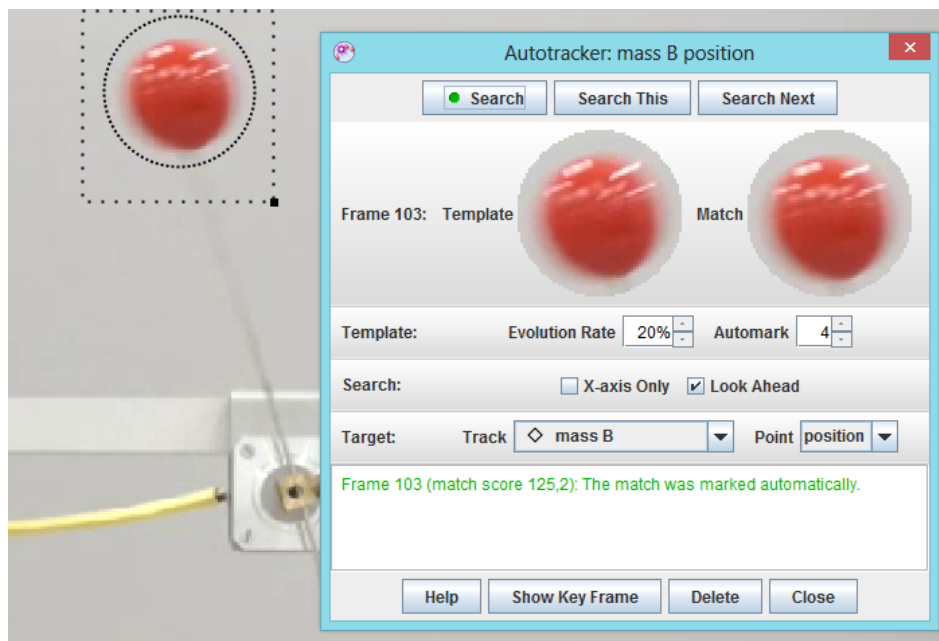 Autotracker: mass B position
Search Search This Search Next
Frame 103: Template Match
Template: Evolution Rate 20% Automark 4
Search: X-axis Only Look Ahead
Target: Track mass B Point position
Frame 103 (match score 125,2): The match was marked automatically.
Help Show Key Frame Delete Close